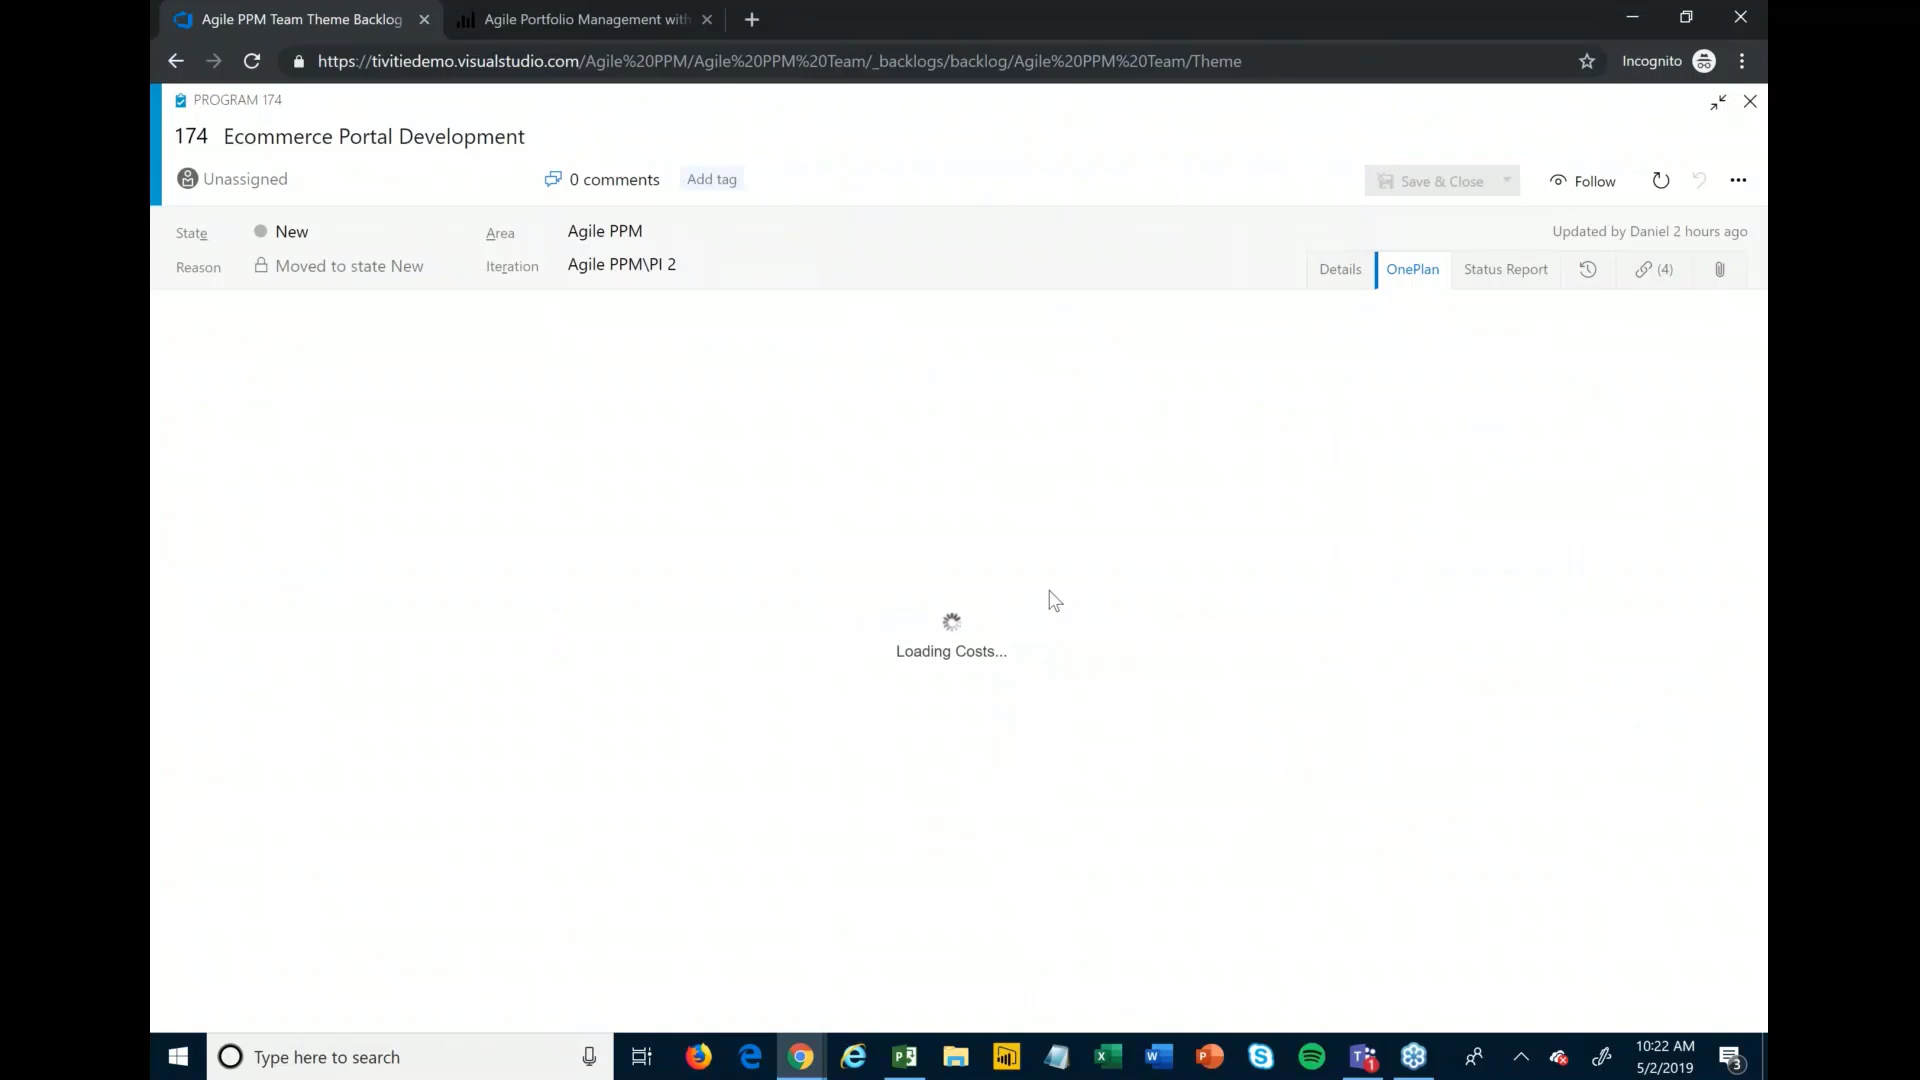 Agile PPM Team Theme Backlog
Agile Portfolio Management with
https://tivitiedemo.visualstudio.com/Agile%20PPM/Agile%20PPM%20Team/_backlogs/backlog/Agile%20PPM%20Team/Theme
Incognito
PROGRAM 174
174 Ecommerce Portal Development
Unassigned
0 comments
Add tag
Save & Close
Follow
State
New
Area
Agile PPM
Updated by Daniel 2 hours ago
Reason
Moved to state New
Iteration
Agile PPM\PI 2
Details
OnePlan
Status Report
(4)
Loading Costs...
Type here to search
10:22 AM
5/2/2019
1
3